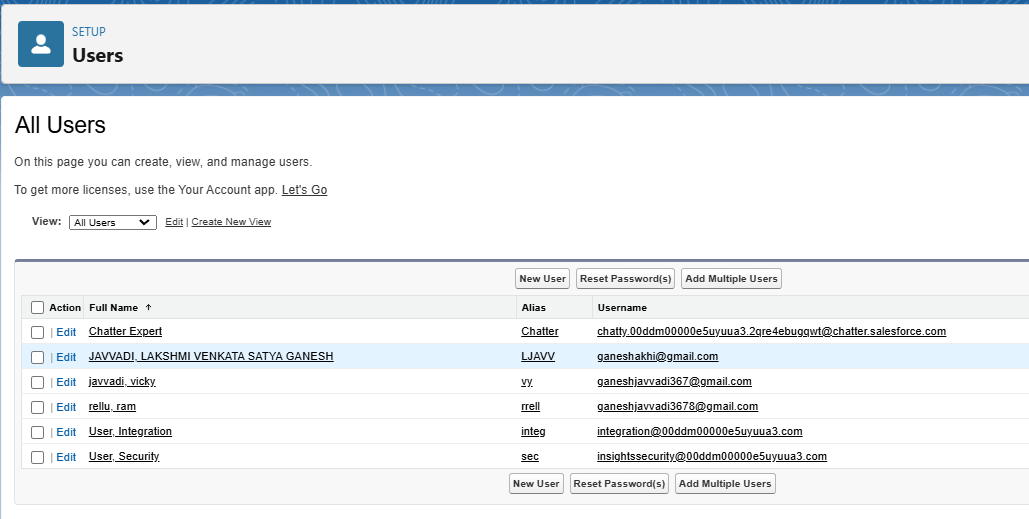 SETUP
Users
All Users
On this page you can create, view, and manage users.
To get more licenses, use the Your Account app. Let's Go
View: All Users Edit | Create New View
New User Reset Password(s) Add Multiple Users
Action Full Name ↑ Alias Username
| Edit Chatter Expert Chatter chatty.00ddm00000e5uyuua3.2qre4ebugqwt@chatter.salesforce.com
| Edit JAVVADI, LAKSHMI VENKATA SATYA GANESH LJAVV ganeshakhi@gmail.com
| Edit javvadi, vicky vy ganeshjavvadi367@gmail.com
| Edit rellu, ram rrell ganeshjavvadi3678@gmail.com
| Edit User, Integration integ integration@00ddm00000e5uyuua3.com
| Edit User, Security sec insightssecurity@00ddm00000e5uyuua3.com
New User Reset Password(s) Add Multiple Users